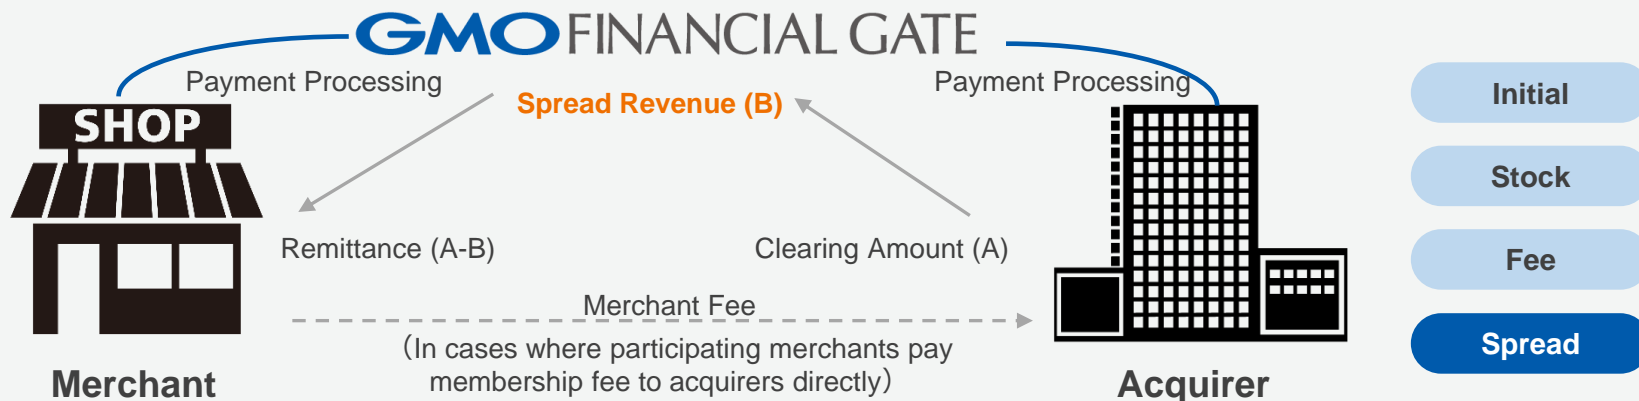 GMO FINANCIAL GATE
Payment Processing
Payment Processing
Spread Revenue (B)
SHOP
Remittance (A-B)
Clearing Amount (A)
Merchant Fee
（In cases where participating merchants pay
membership fee to acquirers directly）
Merchant
Acquirer
Initial
Stock
Fee
Spread